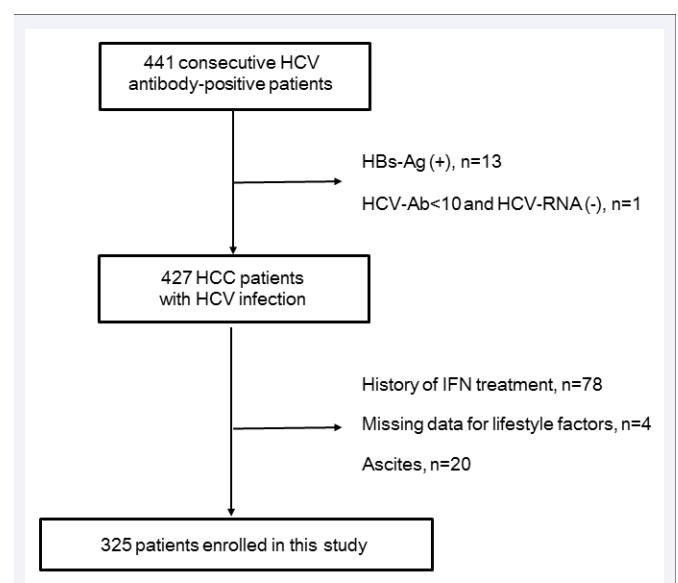 441 consecutive HCV
antibody-positive patients
HBs-Ag (+), n=13
HCV-Ab<10 and HCV-RNA (-), n=1
427 HCC patients
with HCV infection
History of IFN treatment, n=78
Missing data for lifestyle factors, n=4
Ascites, n=20
325 patients enrolled in this study